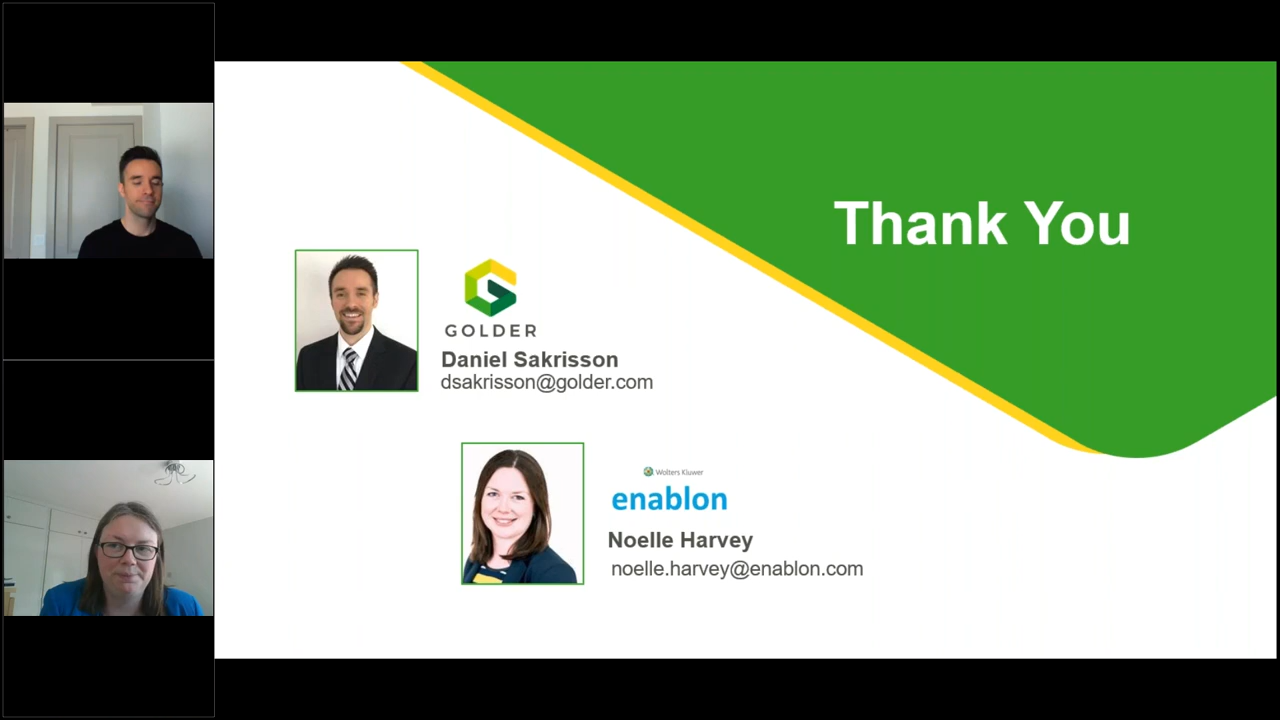 Thank You
GOLDER
Daniel Sakrisson
dsakrisson@golder.com
Wolters Kluwer
enablon
Noelle Harvey
noelle.harvey@enablon.com